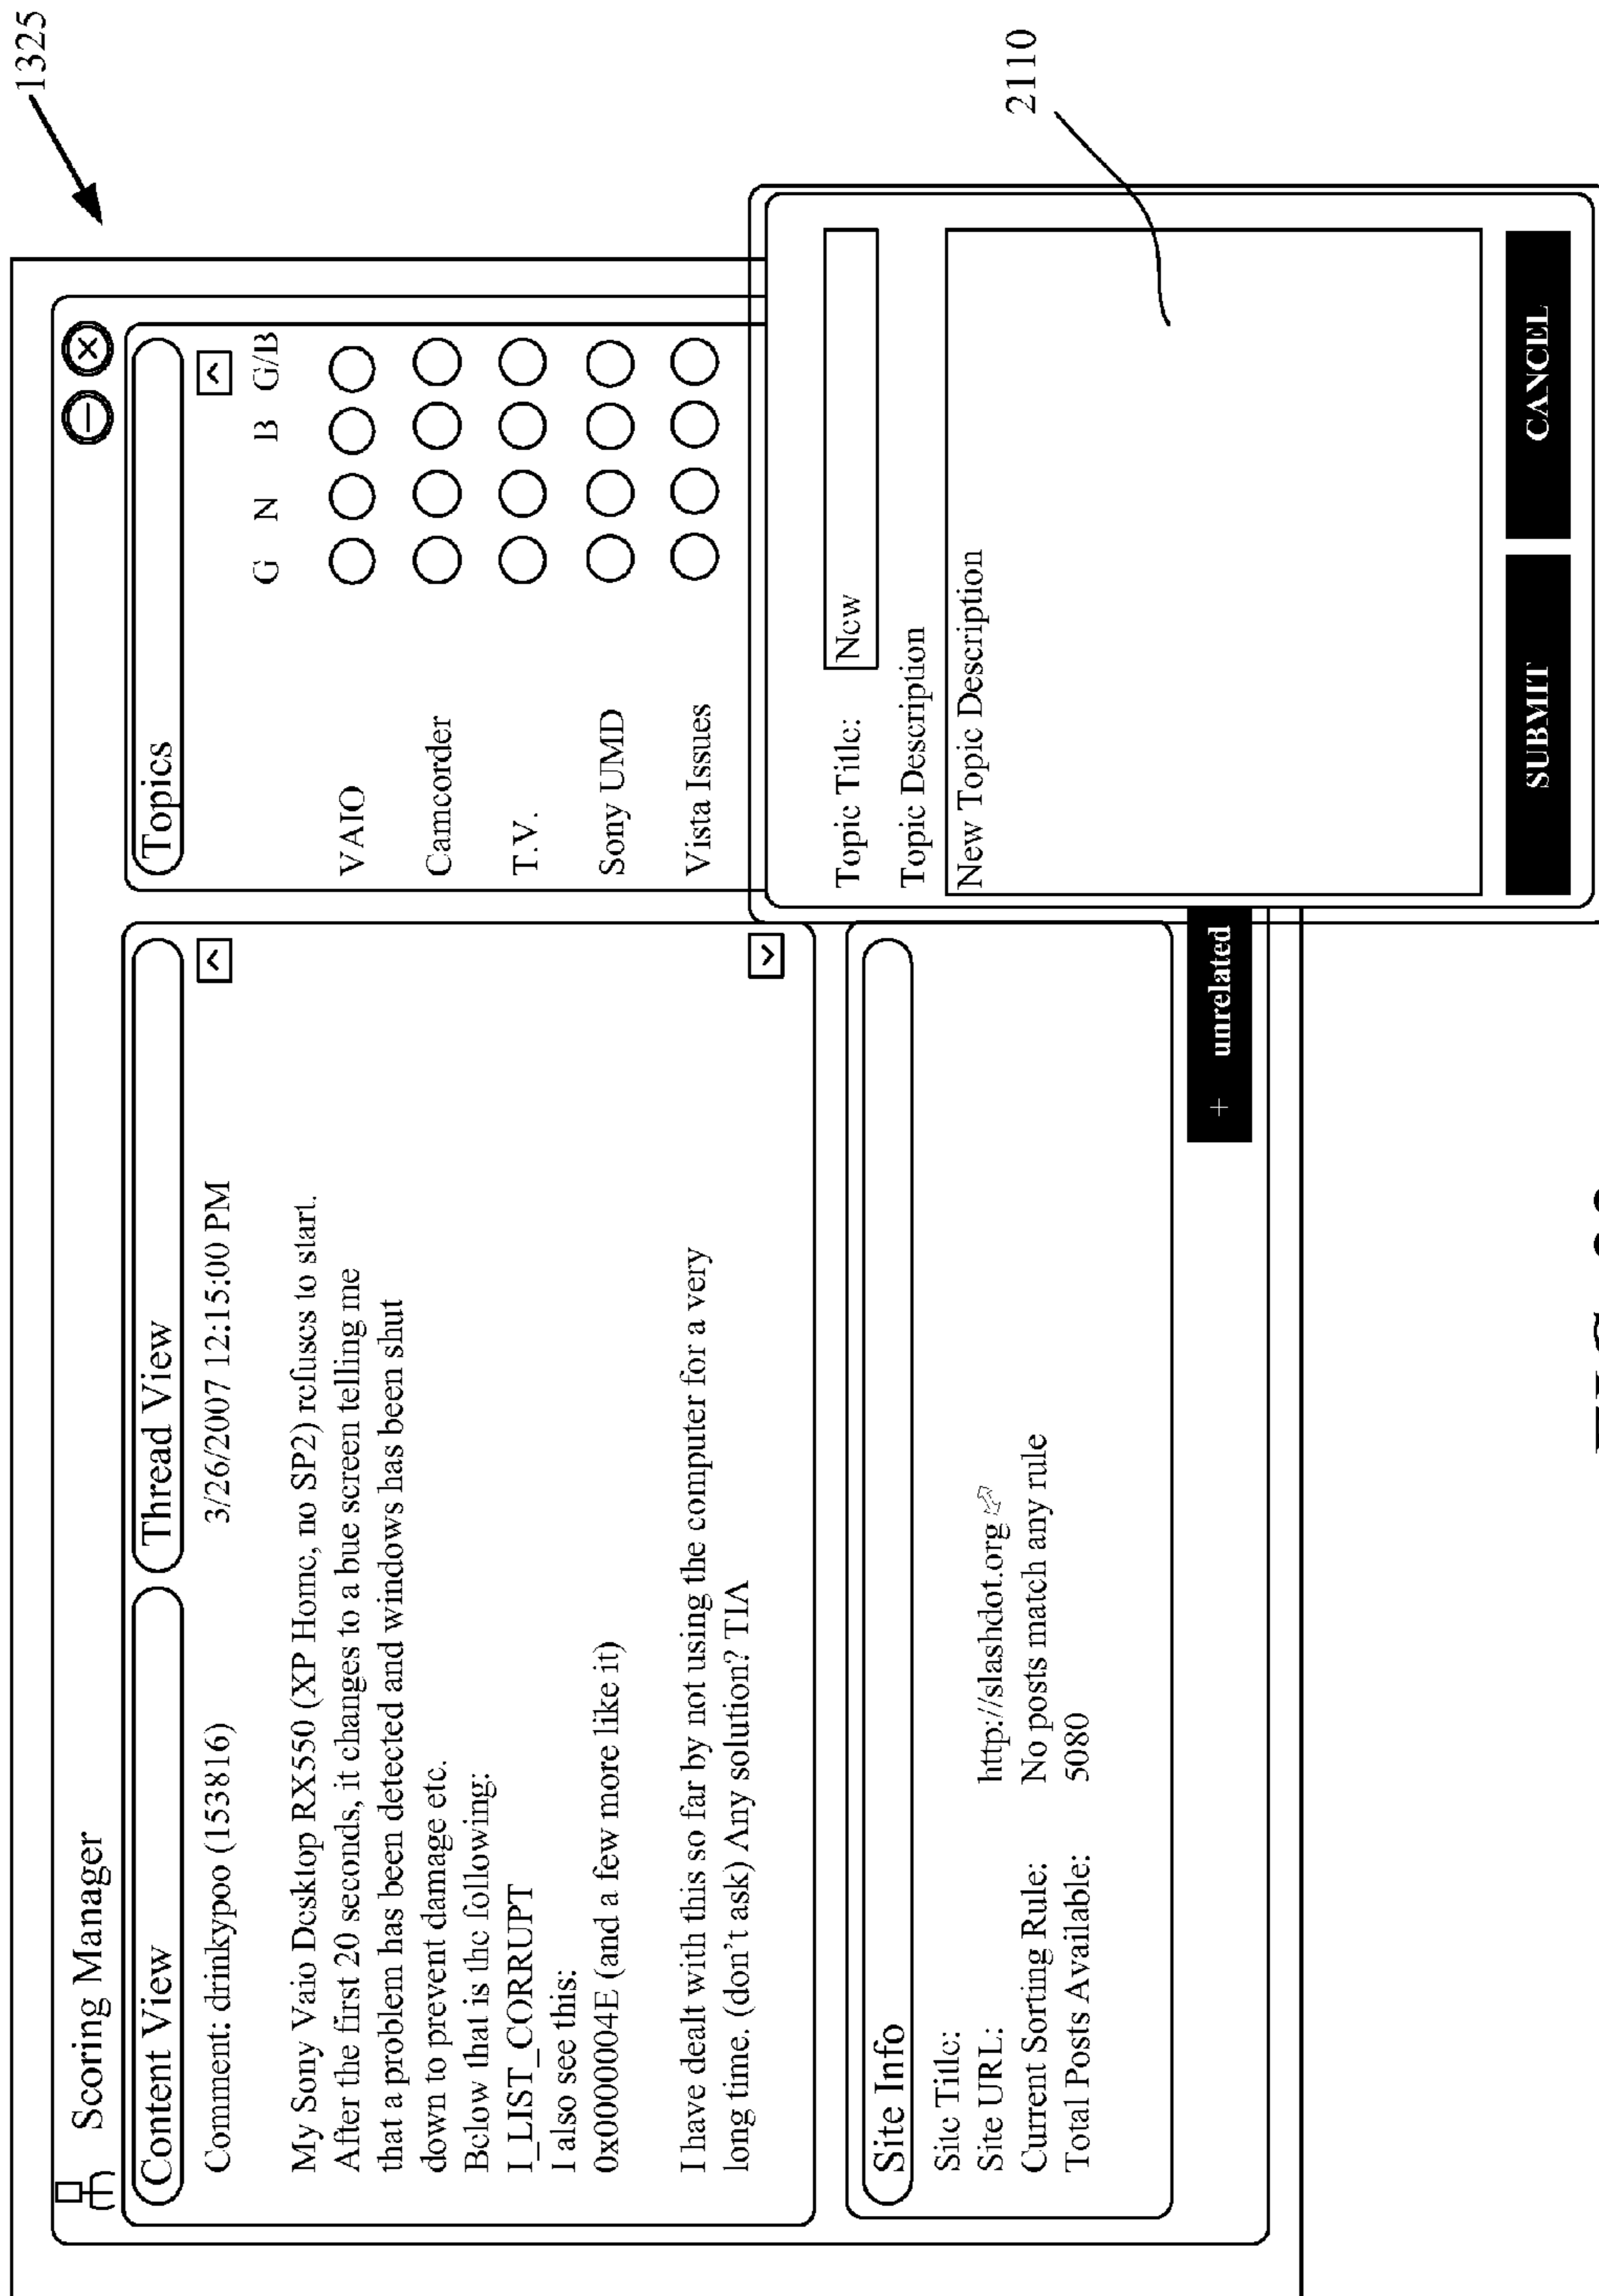 1325
Scoring Manager
Content View
Thread View
Topics
Comment: drinkypoo (153816)
3/26/2007 12:15:00 PM
G N B G/B
My Sony Vaio Desktop RX550 (XP Home, no SP2) refuses to start.
After the first 20 seconds, it changes to a bue screen telling me
that a problem has been detected and windows has been shut
down to prevent damage etc.
Below that is the following:
I_LIST_CORRUPT
I also see this:
0x0000004E (and a few more like it)
I have dealt with this so far by not using the computer for a very
long time. (don't ask) Any solution? TIA
VAIO
Camcorder
T.V.
Sony UMD
Vista Issues
Site Info
Site Title:
Site URL: http://slashdot.org
Current Sorting Rule: No posts match any rule
Total Posts Available: 5080
+ unrelated
2110
Topic Title: New
Topic Description
New Topic Description
SUBMIT
CANCEL